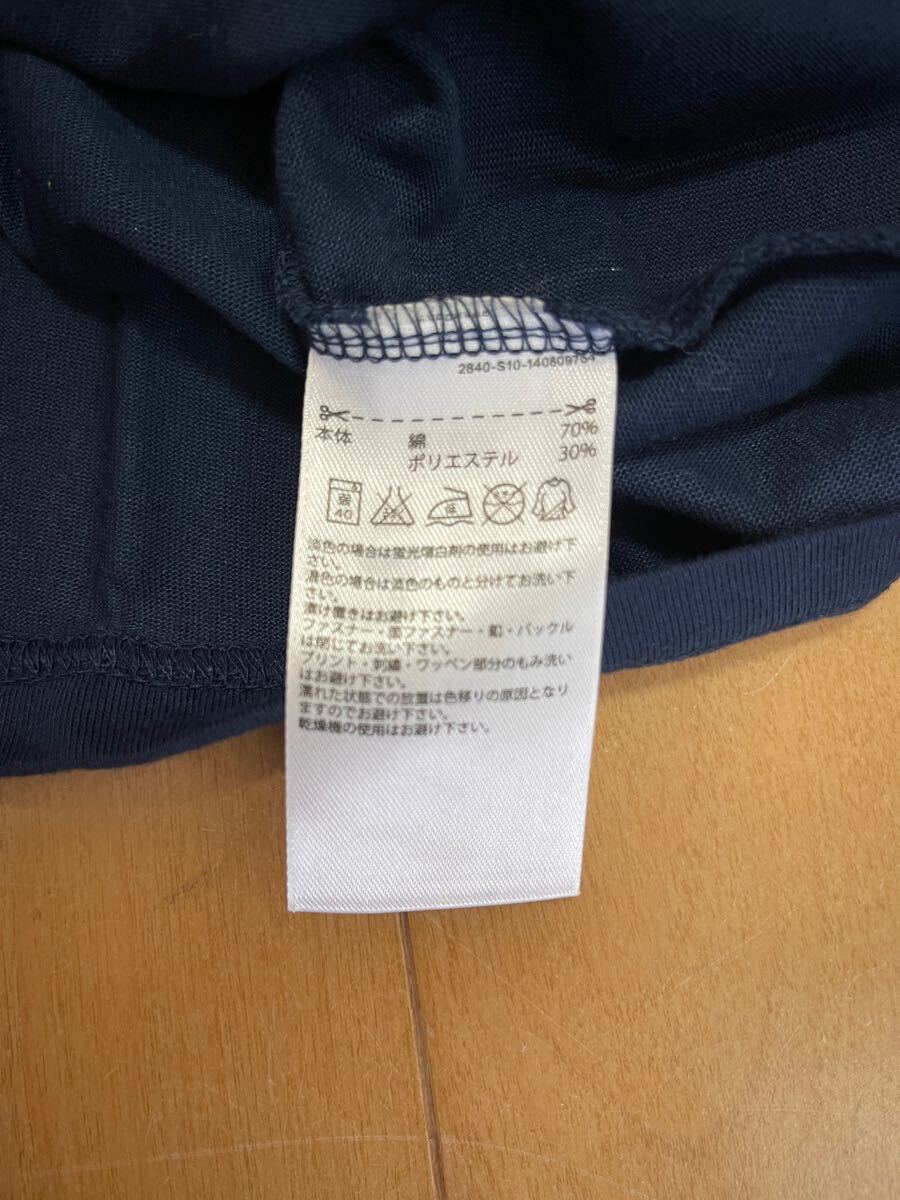 2840-S10-140809754
本体 綿 70%
ポリエステル 30%
弱
40
低
淡色の場合は蛍光増白剤の使用はお避け下
さい。
濃色の場合は淡色のものと分けてお洗い下
さい。
漬け置きはお避け下さい。
ファスナー・面ファスナー・釦・バックル
は閉じてお洗い下さい。
プリント・刺繍・ワッペン部分のもみ洗い
はお避け下さい。
濡れた状態での放置は色移りの原因となり
ますのでお避け下さい。
乾燥機の使用はお避け下さい。